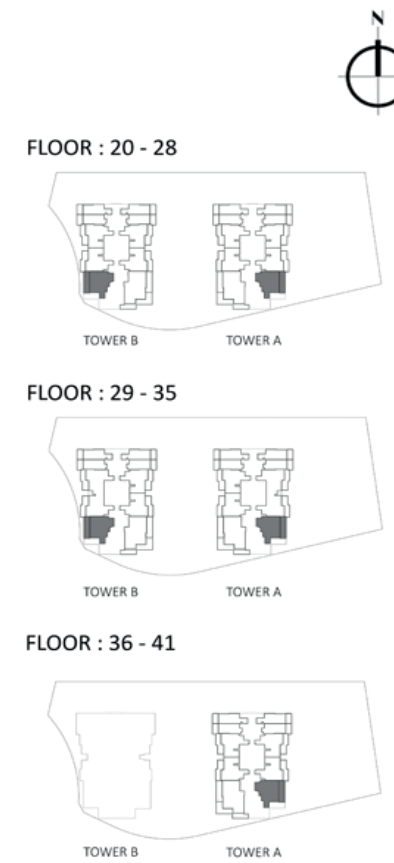 N
FLOOR : 20 - 28
TOWER B TOWER A
FLOOR : 29 - 35
TOWER B TOWER A
FLOOR : 36 - 41
TOWER B TOWER A